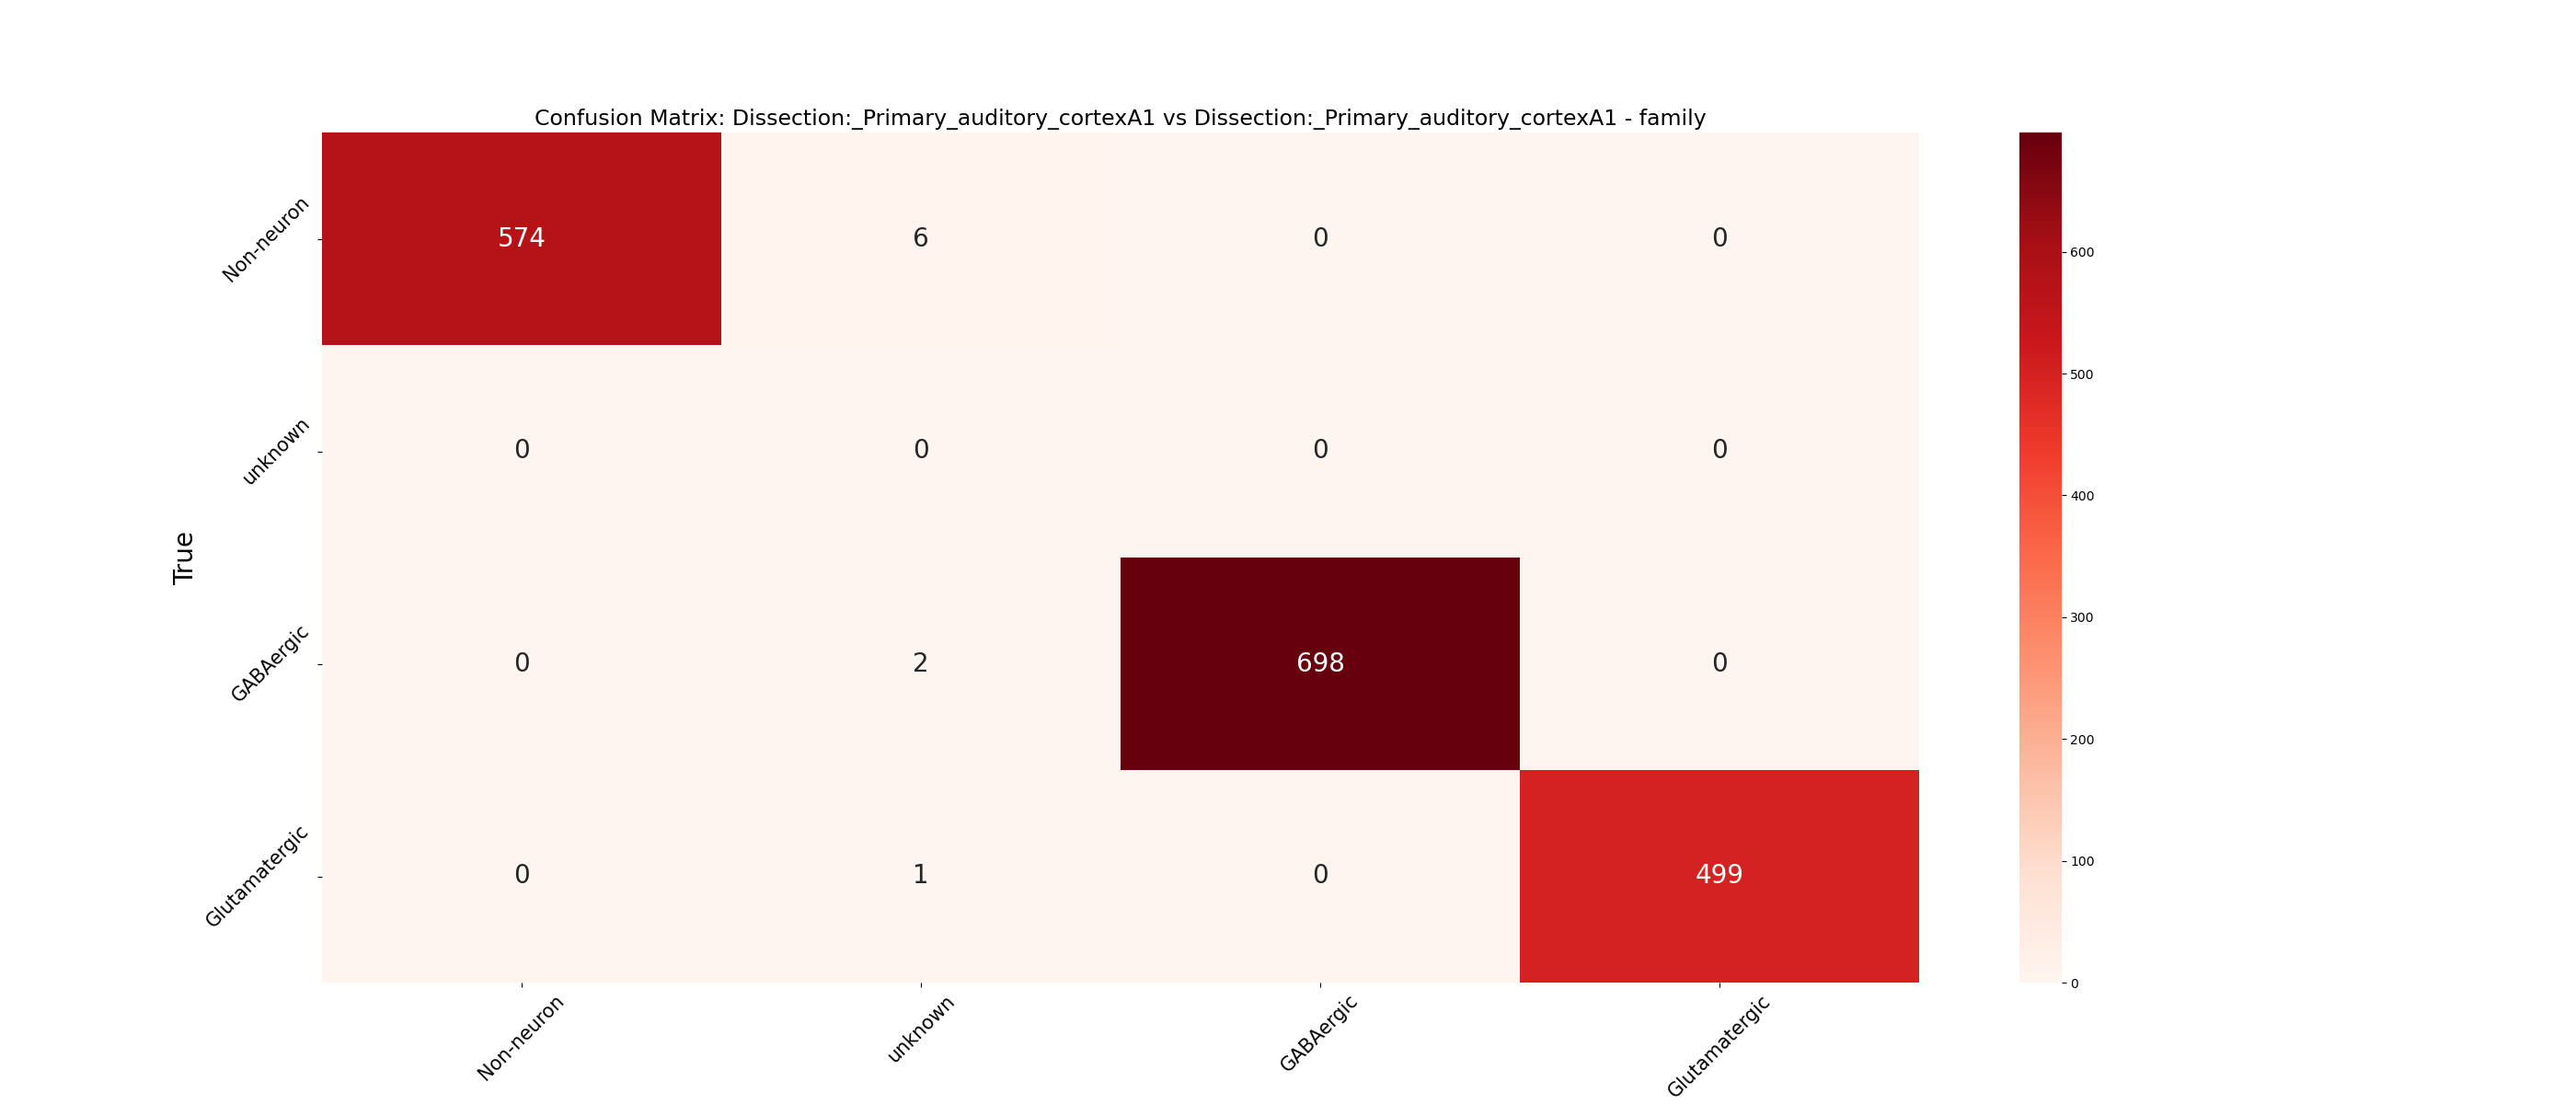 Confusion Matrix: Dissection:_Primary_auditory_cortexA1 vs Dissection:_Primary_auditory_cortexA1 - family
True
Non-neuron
574 6 0 0
unknown
0 0 0 0
GABAergic
0 2 698 0
Glutamatergic
0 1 0 499
Non-neuron unknown GABAergic Glutamatergic
600
500
400
300
200
100
0